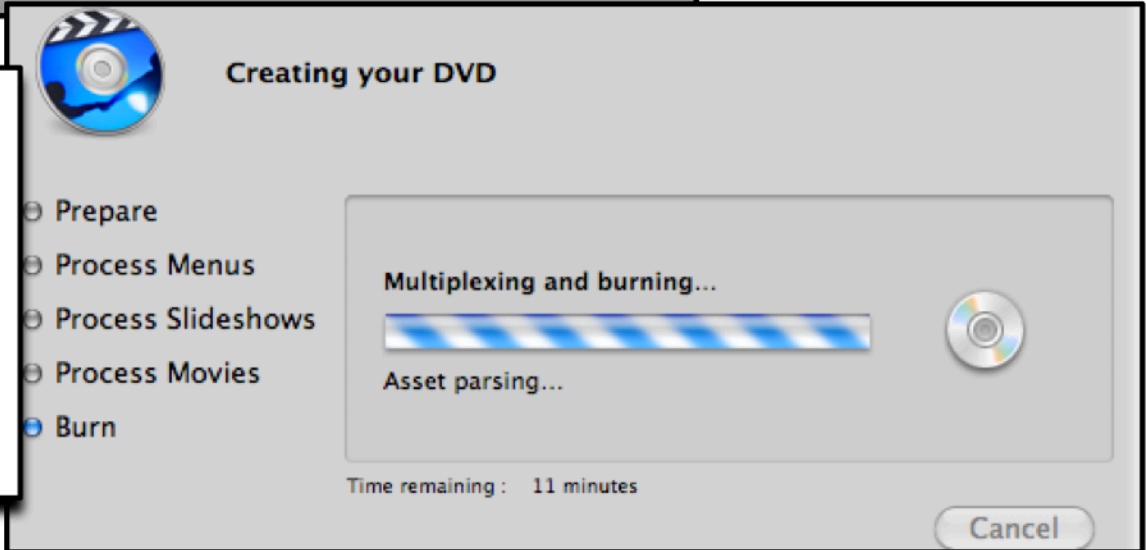 Creating your DVD
Prepare
Process Menus
Process Slideshows
Process Movies
Burn
Multiplexing and burning...
Asset parsing...
Time remaining : 11 minutes
Cancel